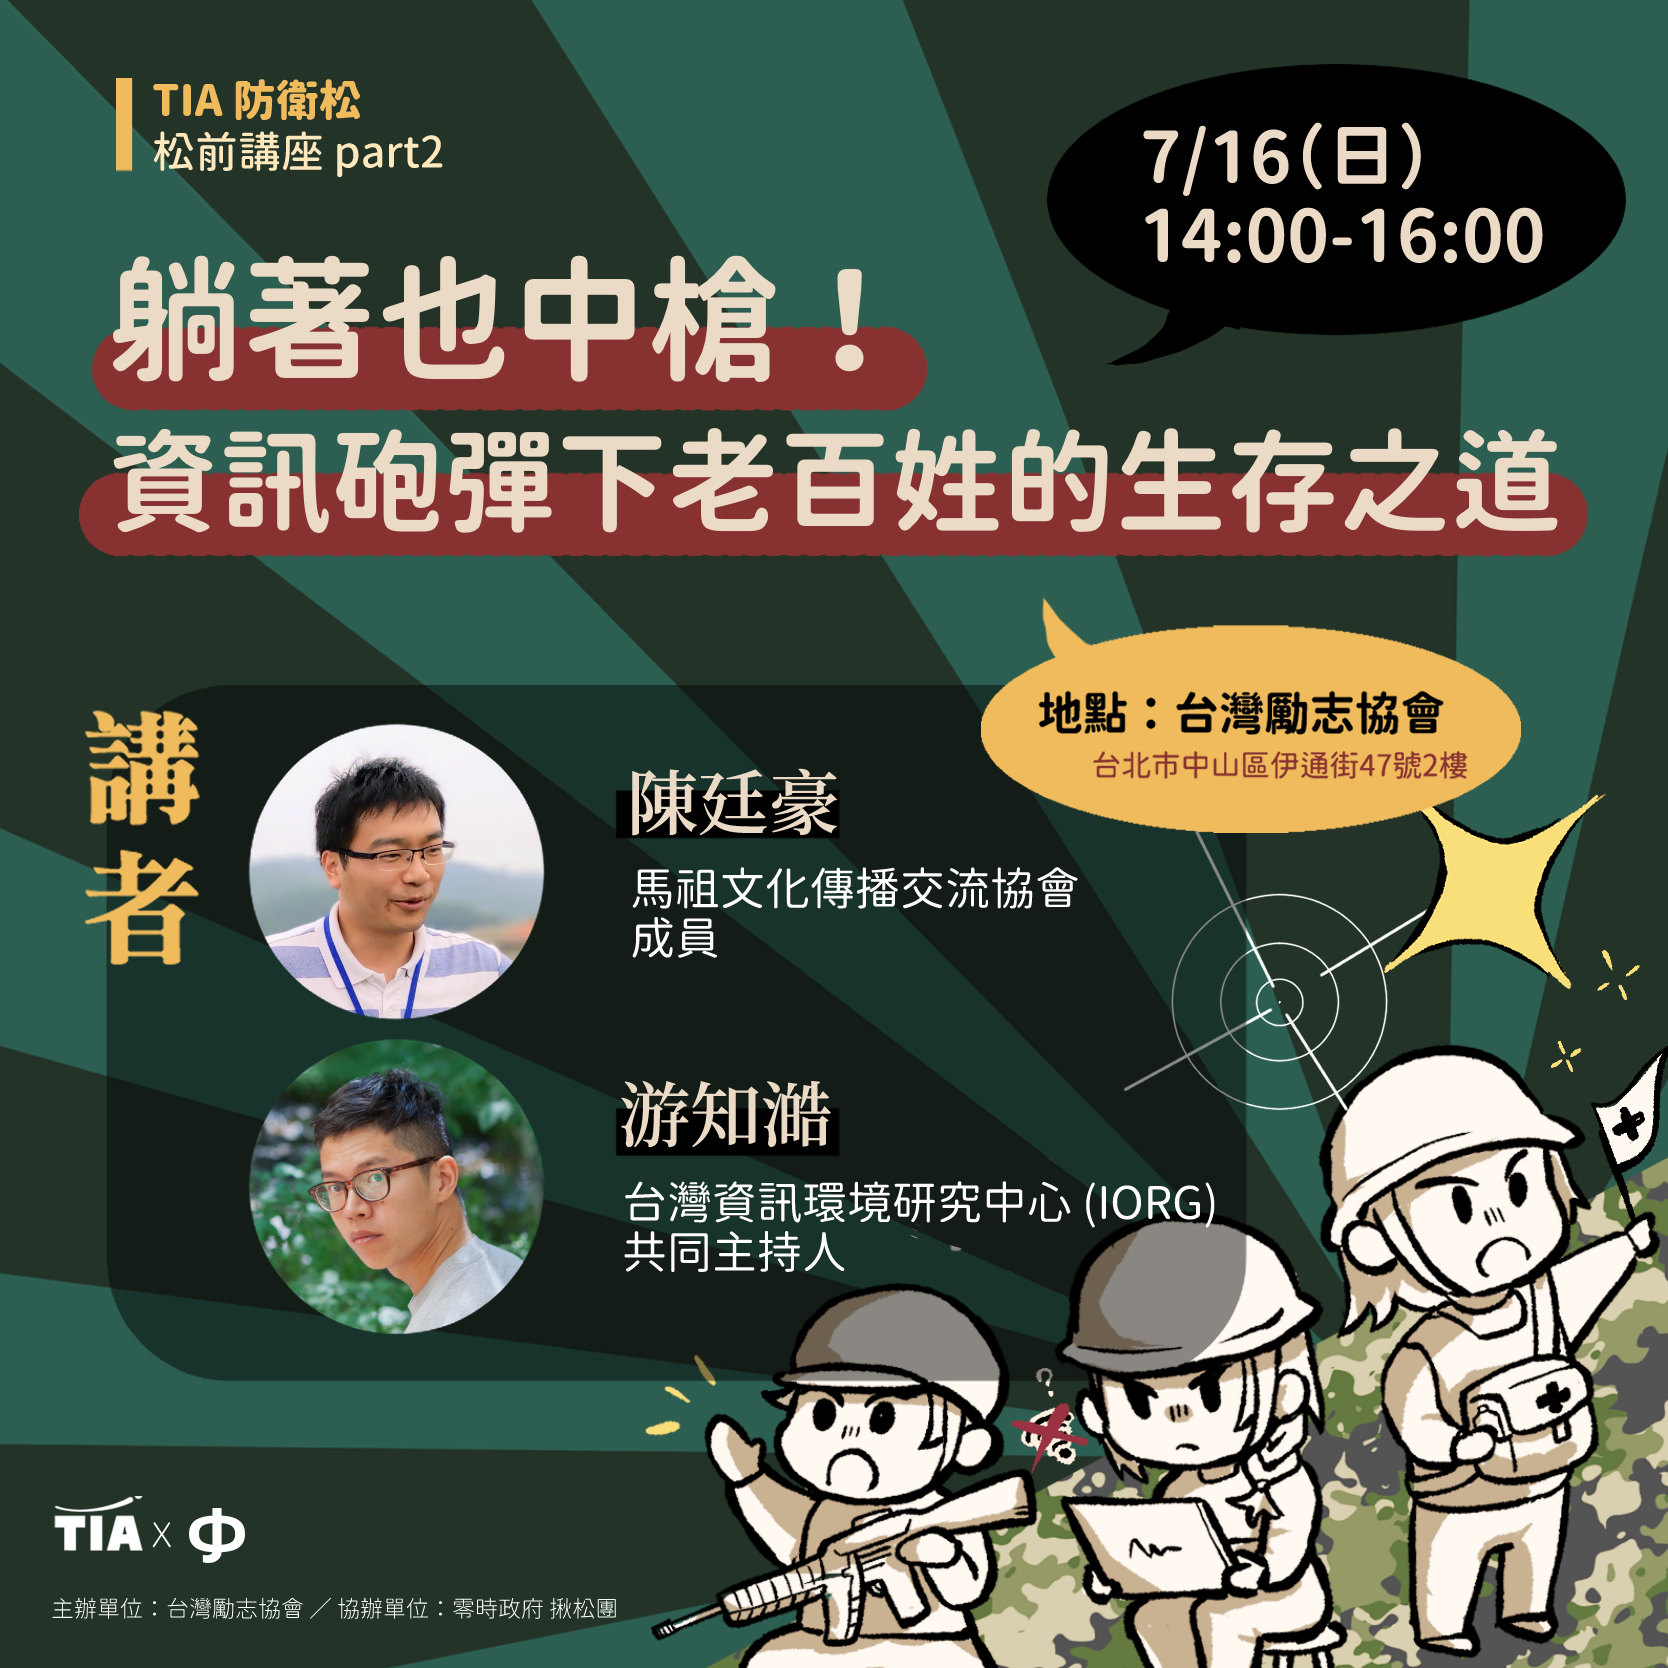 TIA 防衛松
松前講座 part2
7/16（日）
14:00-16:00
躺著也中槍！
資訊砲彈下老百姓的生存之道
地點：台灣勵志協會
台北市中山區伊通街47號2樓
講者
陳廷豪
馬祖文化傳播交流協會
成員
游知澔
台灣資訊環境研究中心 (IORG)
共同主持人
TIA X
主辦單位：台灣勵志協會 ／ 協辦單位：零時政府 揪松團